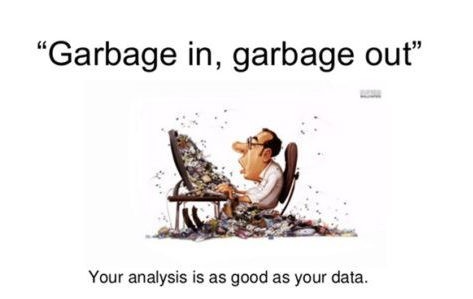 “Garbage in, garbage out”
Your analysis is as good as your data.